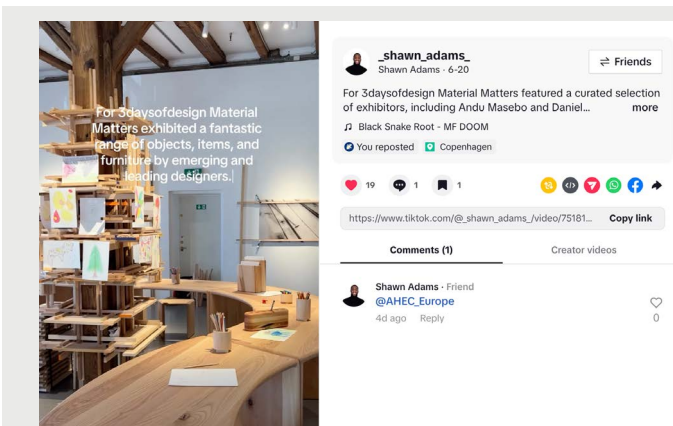 For 3daysofdesign Material
Matters exhibited a fantastic
range of objects, items, and
furniture by emerging and
leading designers.
_shawn_adams_
Shawn Adams · 6-20
Friends
For 3daysofdesign Material Matters featured a curated selection
of exhibitors, including Andu Masebo and Daniel... more
Black Snake Root - MF DOOM
You reposted
Copenhagen
19
1
1
https://www.tiktok.com/@_shawn_adams_/video/75181...
Copy link
Comments (1)
Creator videos
Shawn Adams · Friend
@AHEC_Europe
4d ago
Reply
0